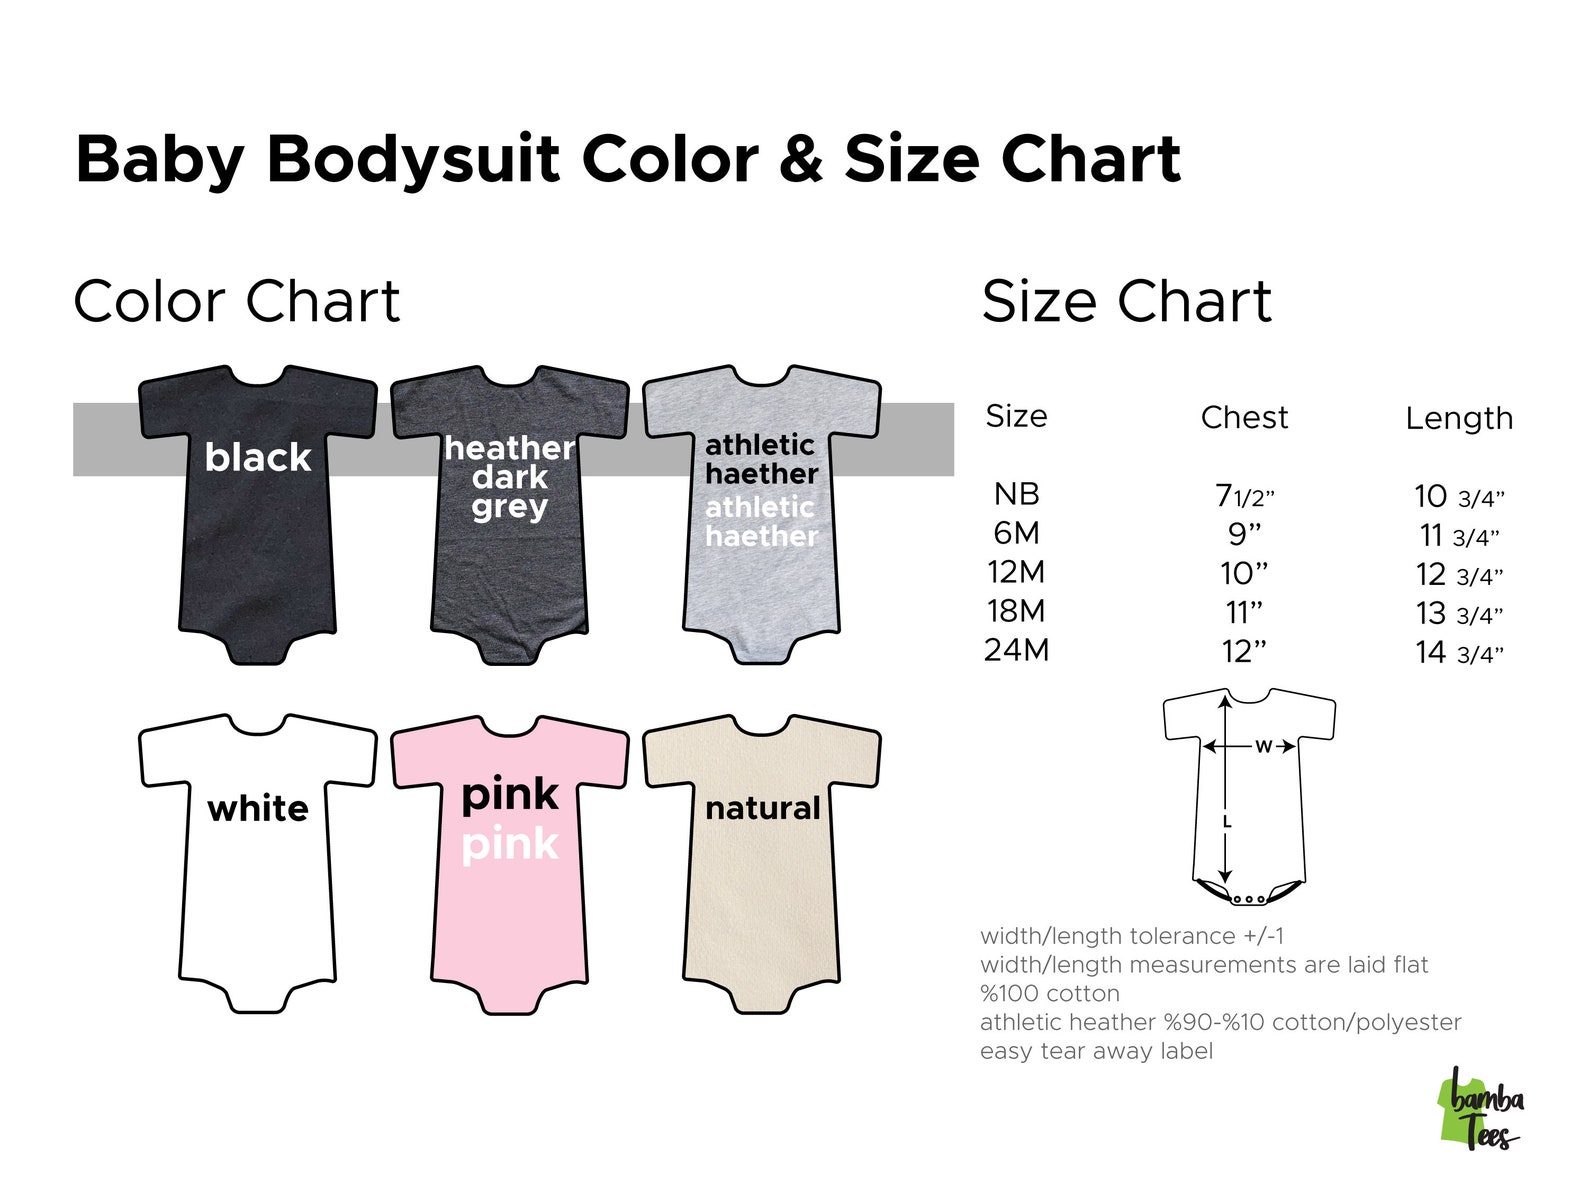 Baby Bodysuit Color & Size Chart
Color Chart
black
heather
dark
grey
athletic
haether
athletic
haether
white
pink
pink
natural
Size Chart
Size Chest Length
NB 7 1/2” 10 3/4”
6M 9” 11 3/4”
12M 10” 12 3/4”
18M 11” 13 3/4”
24M 12” 14 3/4”
W
L
width/length tolerance +/-1
width/length measurements are laid flat
%100 cotton
athletic heather %90-%10 cotton/polyester
easy tear away label
bamba
Tees